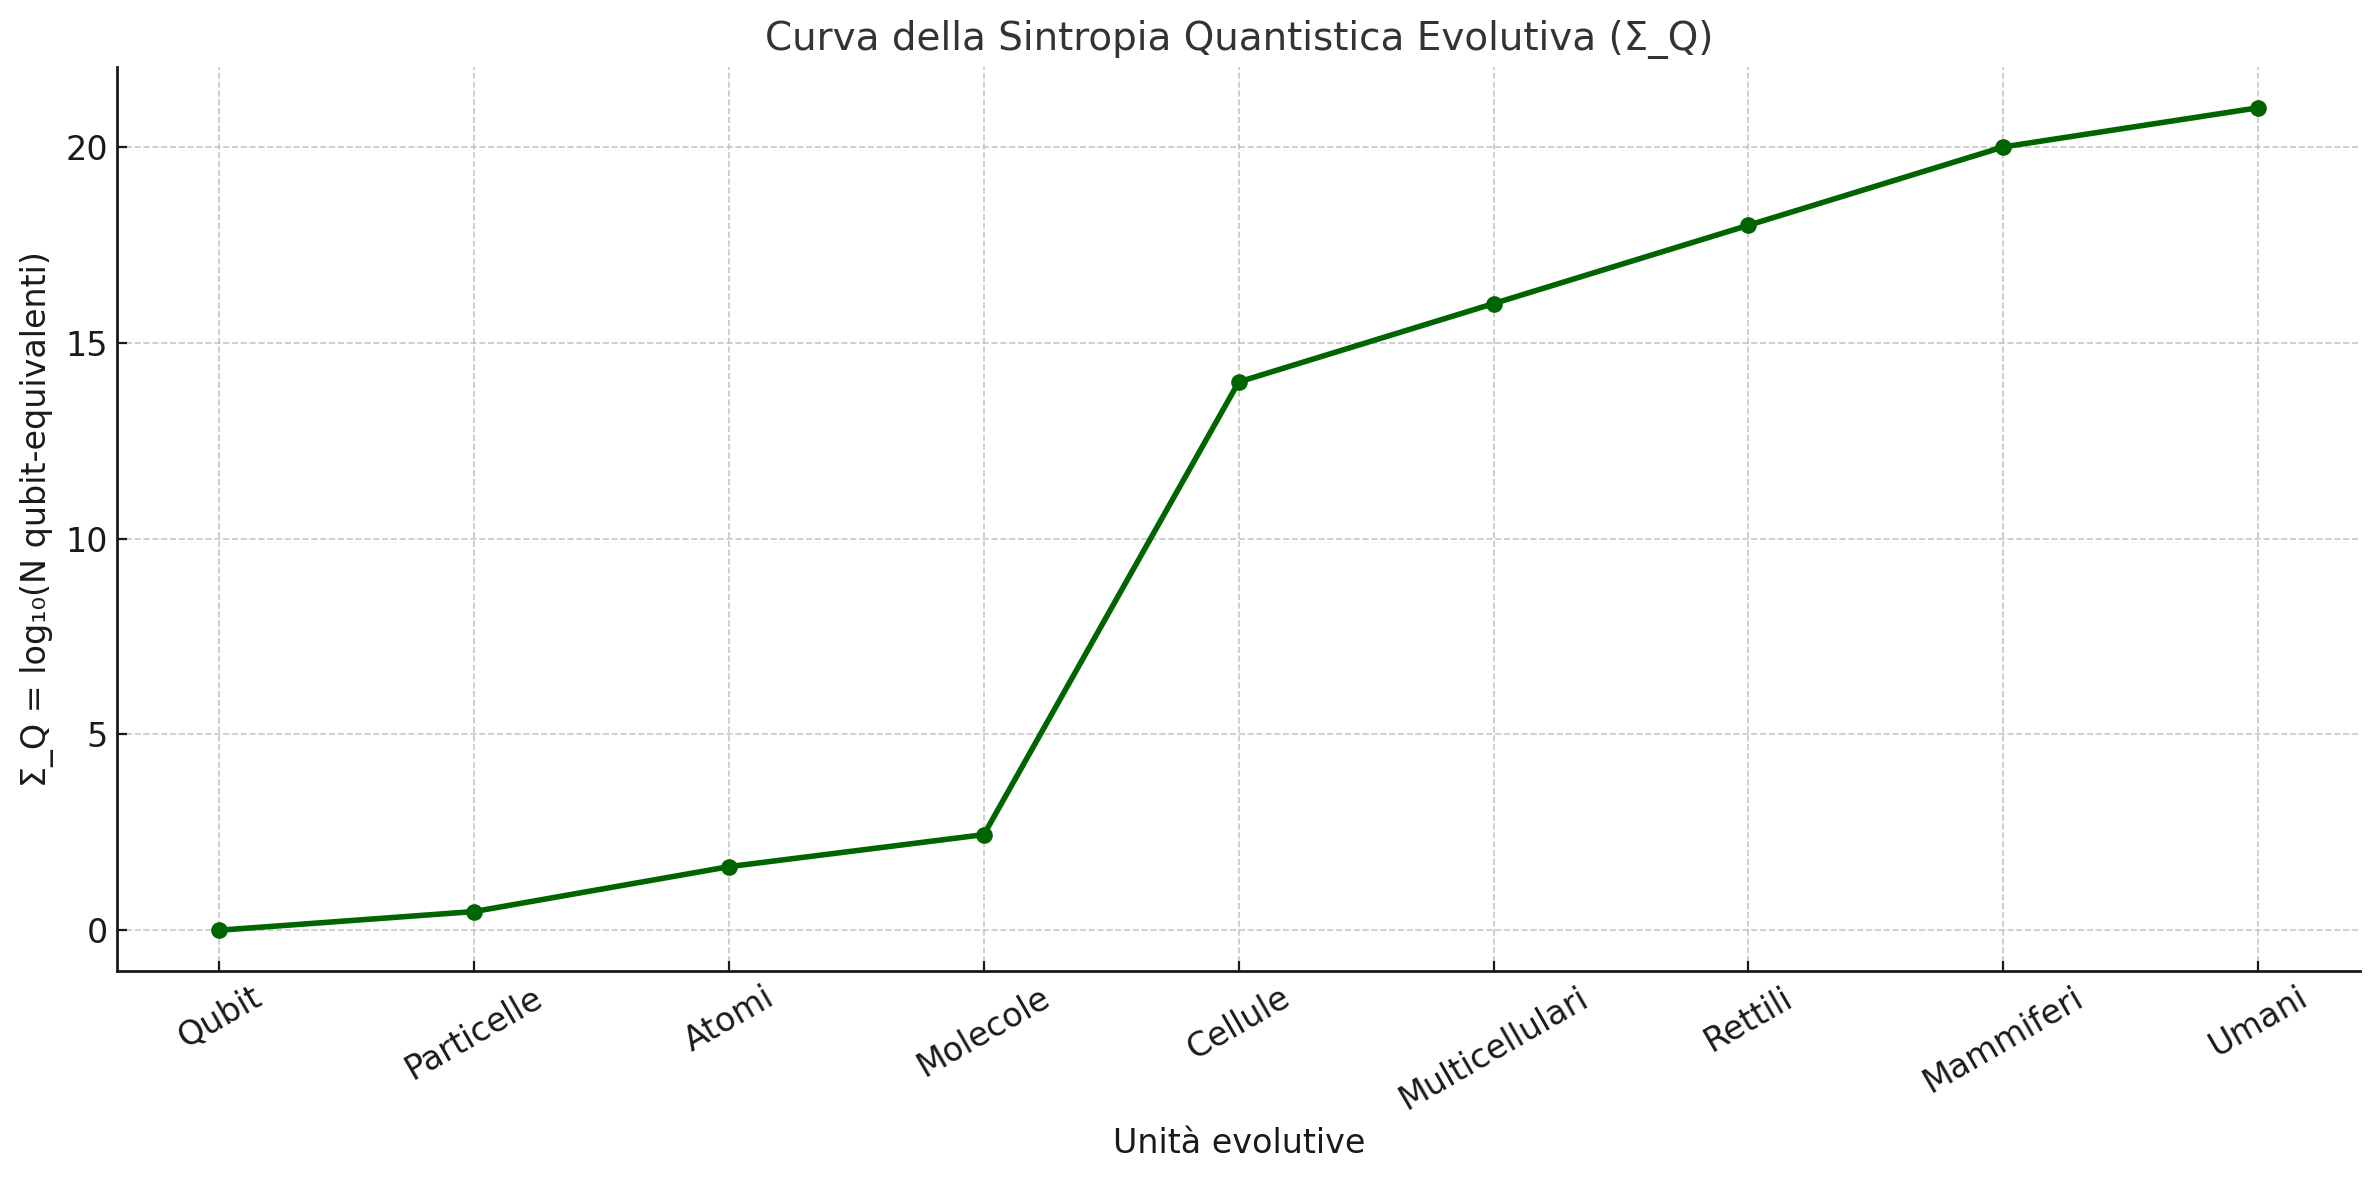 Curva della Sintropia Quantistica Evolutiva (Σ_Q)
Σ_Q = log₁₀(N qubit-equivalenti)
20
15
10
5
0
Qubit
Particelle
Atomi
Molecole
Cellule
Multicellulari
Rettili
Mammiferi
Umani
Unità evolutive